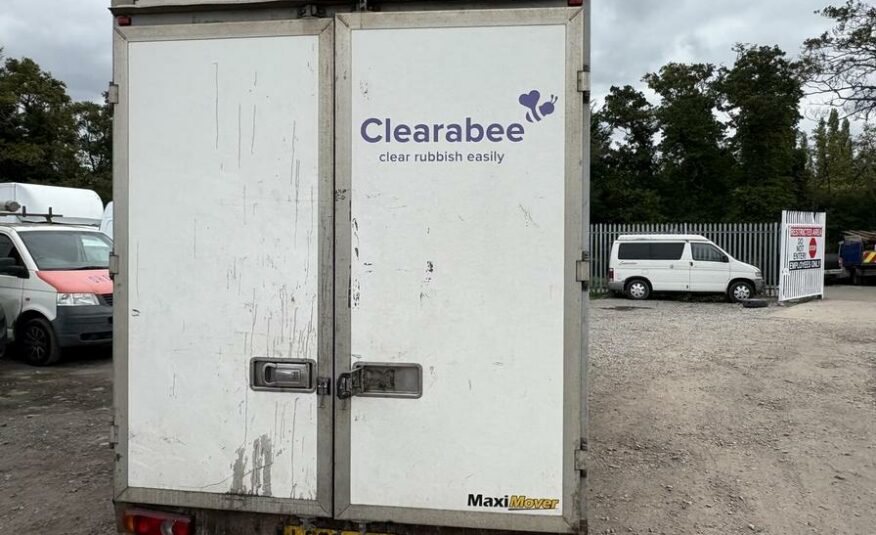 Clearabee
clear rubbish easily
MaxiMover
RESTRICTED AREA
DO
NOT
ENTER!
EMPLOYEES ONLY